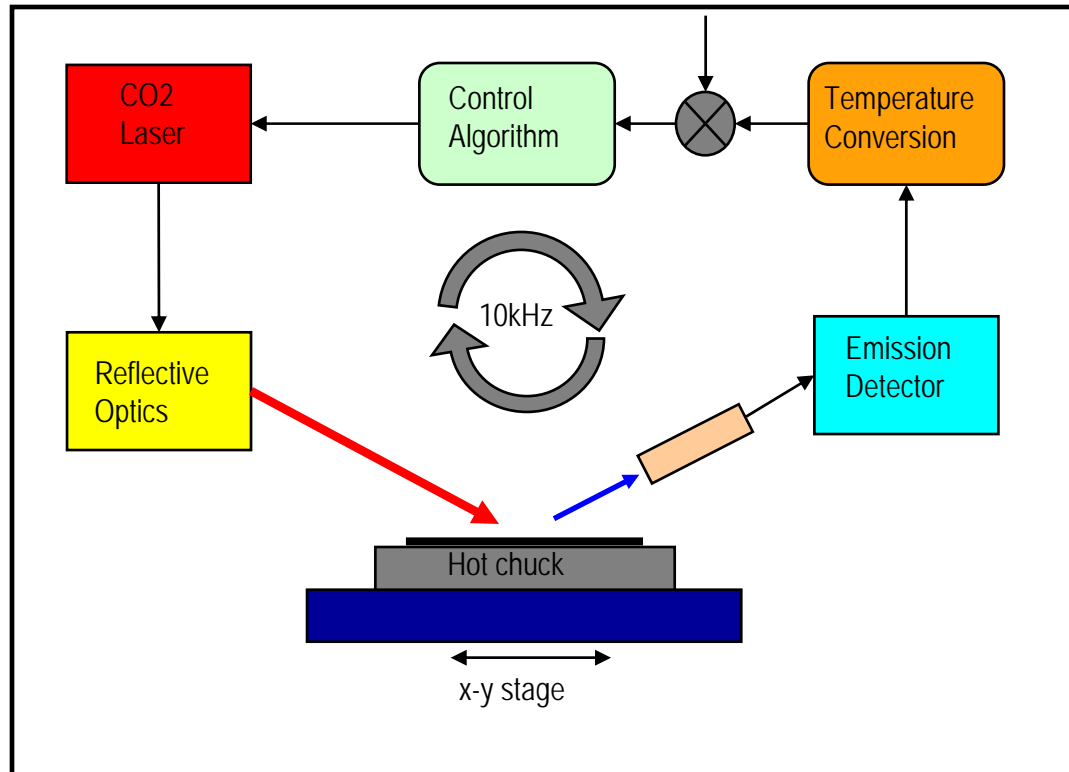 CO2
Laser
Control
Algorithm
Temperature
Conversion
10kHz
Reflective
Optics
Emission
Detector
Hot chuck
x-y stage